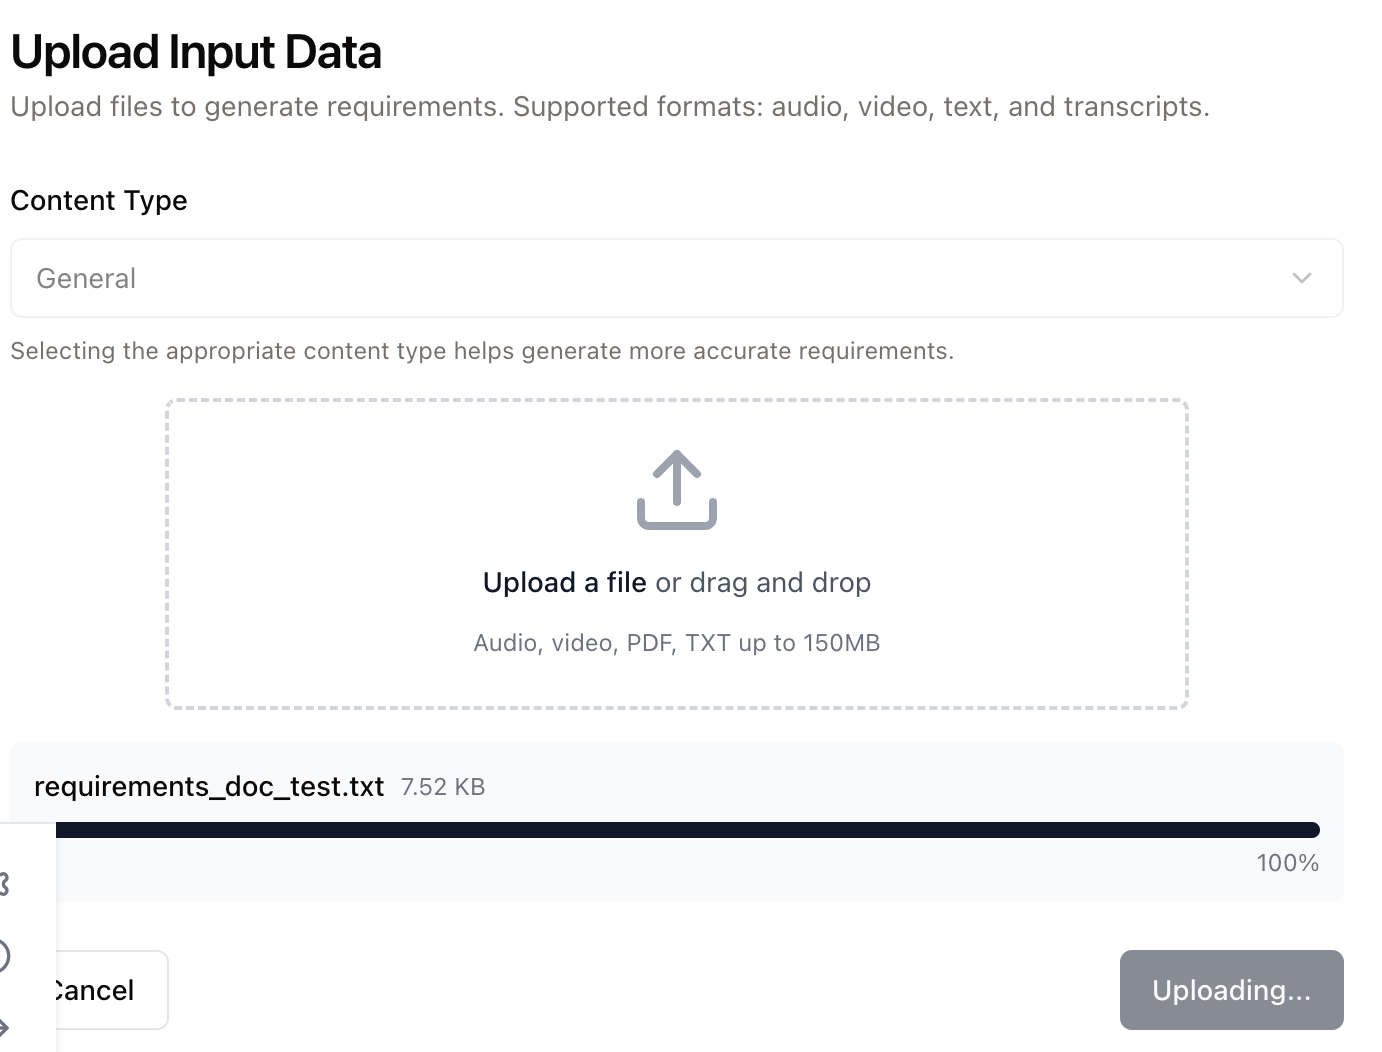 Upload Input Data
Upload files to generate requirements. Supported formats: audio, video, text, and transcripts.
Content Type
General
Selecting the appropriate content type helps generate more accurate requirements.
Upload a file or drag and drop
Audio, video, PDF, TXT up to 150MB
requirements_doc_test.txt 7.52 KB
100%
Cancel
Uploading...